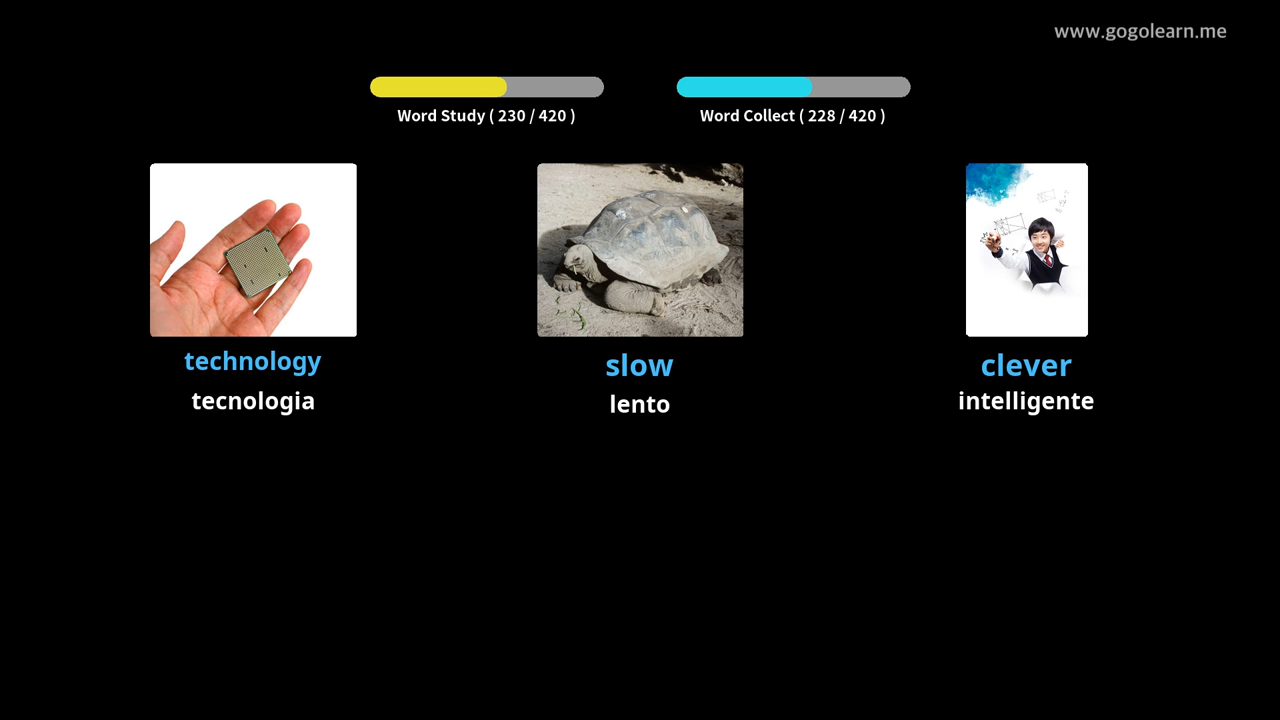 www.gogolearn.me
Word Study ( 230 / 420 )
Word Collect ( 228 / 420 )
technology
tecnologia
slow
lento
clever
intelligente